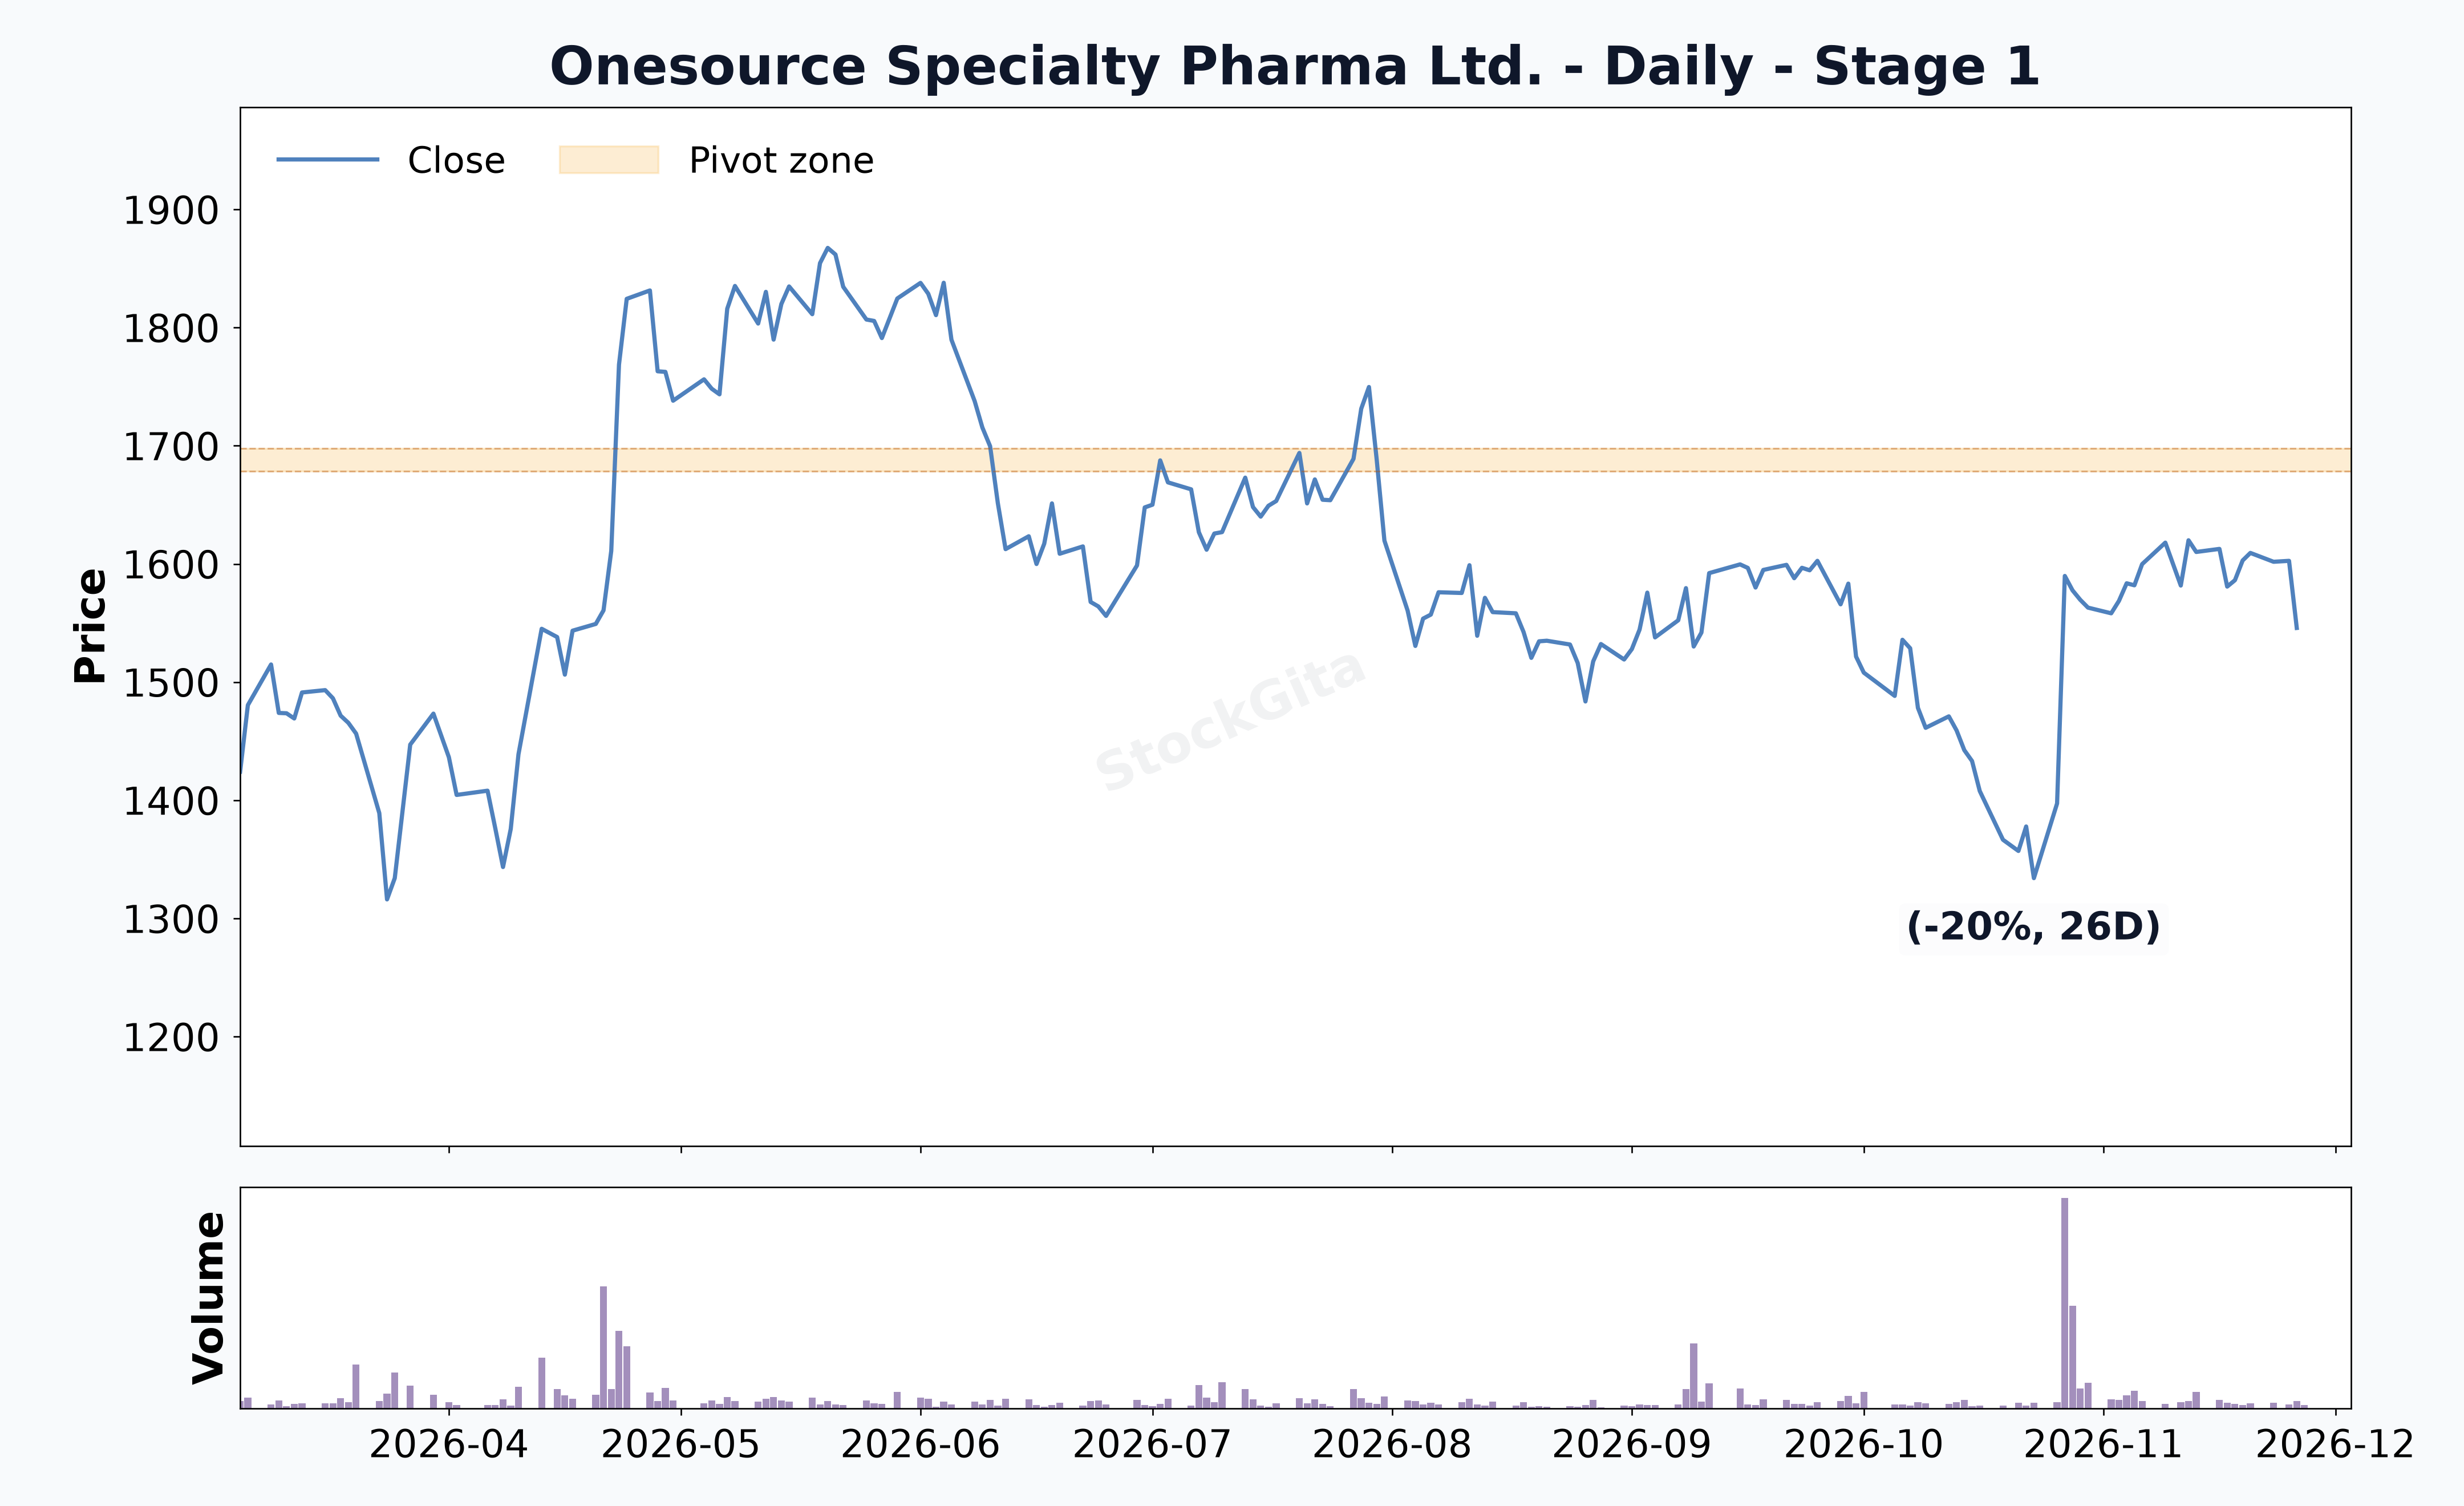 Onesource Specialty Pharma Ltd. - Daily - Stage 1
Close
Pivot zone
Price
1900
1800
1700
1600
1500
1400
1300
1200
StockGita
(-20%, 26D)
Volume
2026-04
2026-05
2026-06
2026-07
2026-08
2026-09
2026-10
2026-11
2026-12